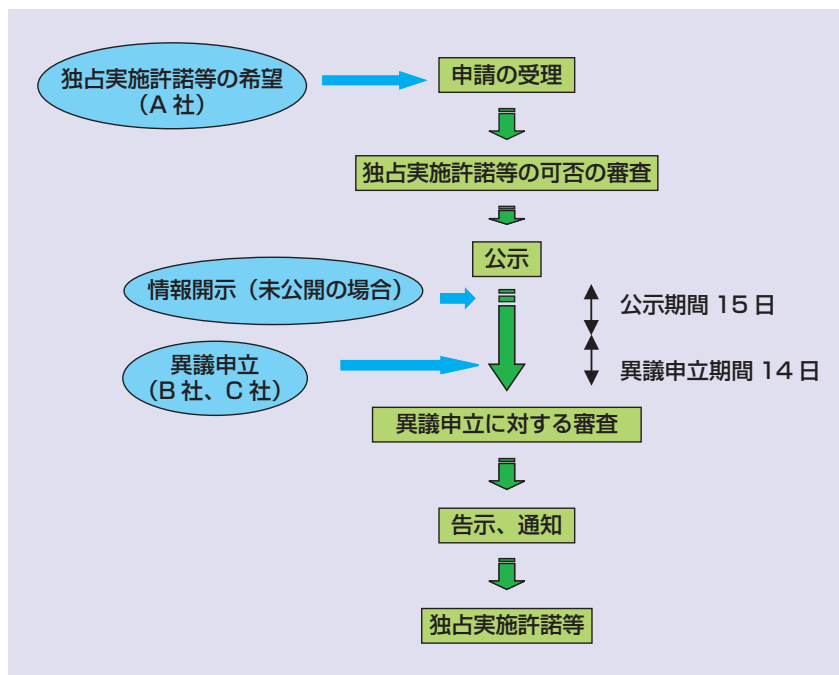 独占実施許諾等の希望
(A 社)
申請の受理
独占実施許諾等の可否の審査
公示
情報開示(未公開の場合)
公示期間 15 日
異議申立
(B 社、C 社)
異議申立期間 14 日
異議申立に対する審査
告示、通知
独占実施許諾等